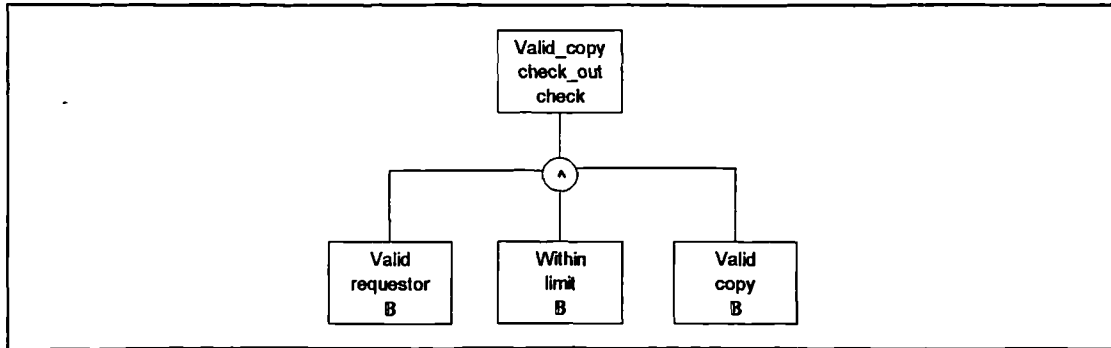 Valid_copy
check_out
check
^
Valid
requestor
𝔹
Within
limit
𝔹
Valid
copy
𝔹